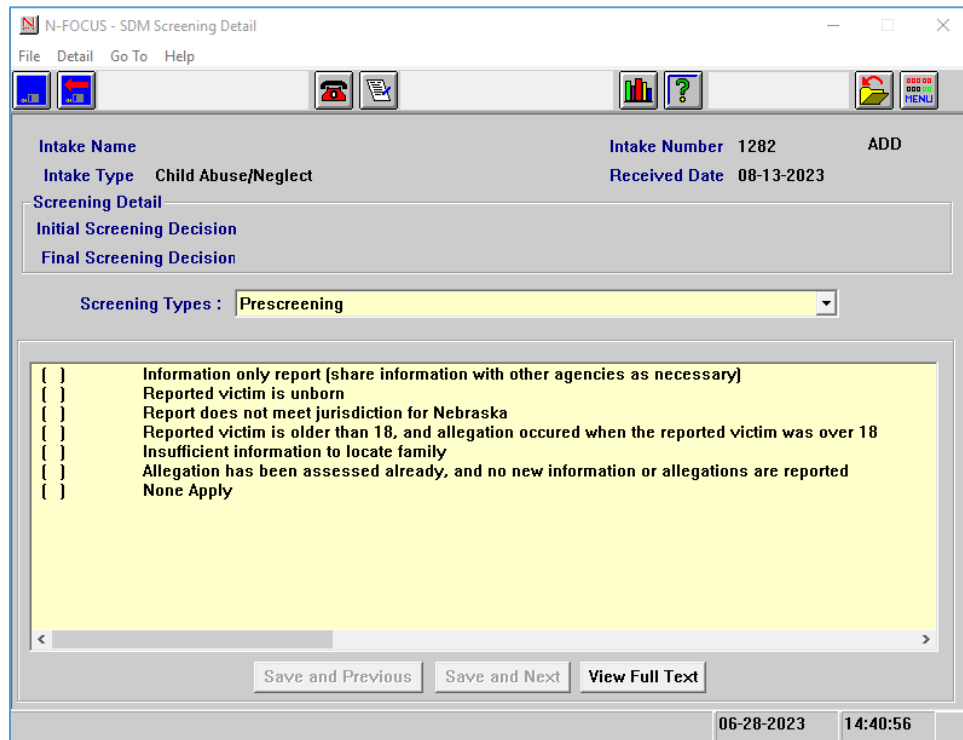 N-FOCUS - SDM Screening Detail
File Detail Go To Help
MENU
Intake Name Intake Number 1282 ADD
Intake Type Child Abuse/Neglect Received Date 08-13-2023
Screening Detail
Initial Screening Decision
Final Screening Decision
Screening Types : Prescreening
( ) Information only report (share information with other agencies as necessary)
( ) Reported victim is unborn
( ) Report does not meet jurisdiction for Nebraska
( ) Reported victim is older than 18, and allegation occured when the reported victim was over 18
( ) Insufficient information to locate family
( ) Allegation has been assessed already, and no new information or allegations are reported
( ) None Apply
Save and Previous Save and Next View Full Text
06-28-2023 14:40:56